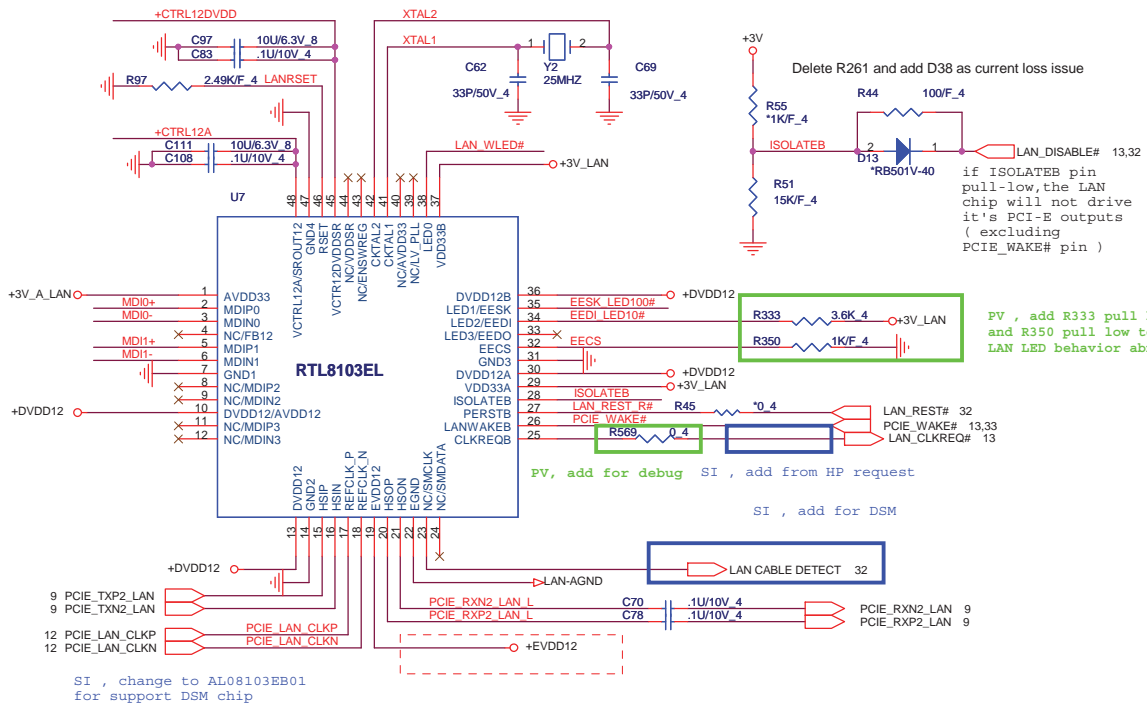 +CTRL12DVDD
C97 10U/6.3V_8
C83 .1U/10V_4
R97 2.49K/F_4 LANRSET
+CTRL12A
C111 10U/6.3V_8
C108 .1U/10V_4
XTAL2
XTAL1
1 2
Y2
25MHZ
C62
33P/50V_4
C69
33P/50V_4
LAN_WLED#
+3V_LAN
+3V
Delete R261 and add D38 as current loss issue
R55
*1K/F_4
R44 100/F_4
ISOLATEB
D13 2 1
*RB501V-40
LAN_DISABLE# 13,32
R51
15K/F_4
if ISOLATEB pin
pull-low,the LAN
chip will not drive
it's PCI-E outputs
( excluding
PCIE_WAKE# pin )
U7
48 47 46 45 44 43 42 41 40 39 38 37
VCTRL12A/SROUT12
GND4
RSET
VCTR12DVDDSR
NC/VDDSR
NC/ENSWREG
CKTAL2
CKTAL1
NC/AVDD33
NC/LV_PLL
LED0
VDD33B
RTL8103EL
+3V_A_LAN 1 AVDD33
MDI0+ 2 MDIP0
MDI0- 3 MDIN0
4 NC/FB12
MDI1+ 5 MDIP1
MDI1- 6 MDIN1
7 GND1
8 NC/MDIP2
9 NC/MDIN2
+DVDD12 10 DVDD12/AVDD12
11 NC/MDIP3
12 NC/MDIN3
DVDD12B 36 +DVDD12
LED1/EESK 35 EESK_LED100#
LED2/EEDI 34 EEDI_LED10# R333 3.6K_4 +3V_LAN
LED3/EEDO 33
EECS 32 EECS R350 1K/F_4
GND3 31
DVDD12A 30 +DVDD12
VDD33A 29 +3V_LAN
ISOLATEB 28 ISOLATEB
PERSTB 27 LAN_REST_R# R45 *0_4 LAN_REST# 32
LANWAKEB 26 PCIE_WAKE# PCIE_WAKE# 13,33
CLKREQB 25 R569 0_4 LAN_CLKREQ# 13
PV , add R333 pull
and R350 pull low
LAN LED behavior
PV, add for debug
SI , add from HP request
SI , add for DSM
DVDD12
GND2
HSIP
HSIN
REFCLK_P
REFCLK_N
EVDD12
HSOP
HSON
EGND
NC/SMCLK
NC/SMDATA
13 14 15 16 17 18 19 20 21 22 23 24
+DVDD12
LAN CABLE DETECT 32
LAN-AGND
9 PCIE_TXP2_LAN
9 PCIE_TXN2_LAN
PCIE_RXN2_LAN_L C70 .1U/10V_4 PCIE_RXN2_LAN 9
PCIE_RXP2_LAN_L C78 .1U/10V_4 PCIE_RXP2_LAN 9
12 PCIE_LAN_CLKP PCIE_LAN_CLKP
12 PCIE_LAN_CLKN PCIE_LAN_CLKN
+EVDD12
SI , change to AL08103EB01
for support DSM chip